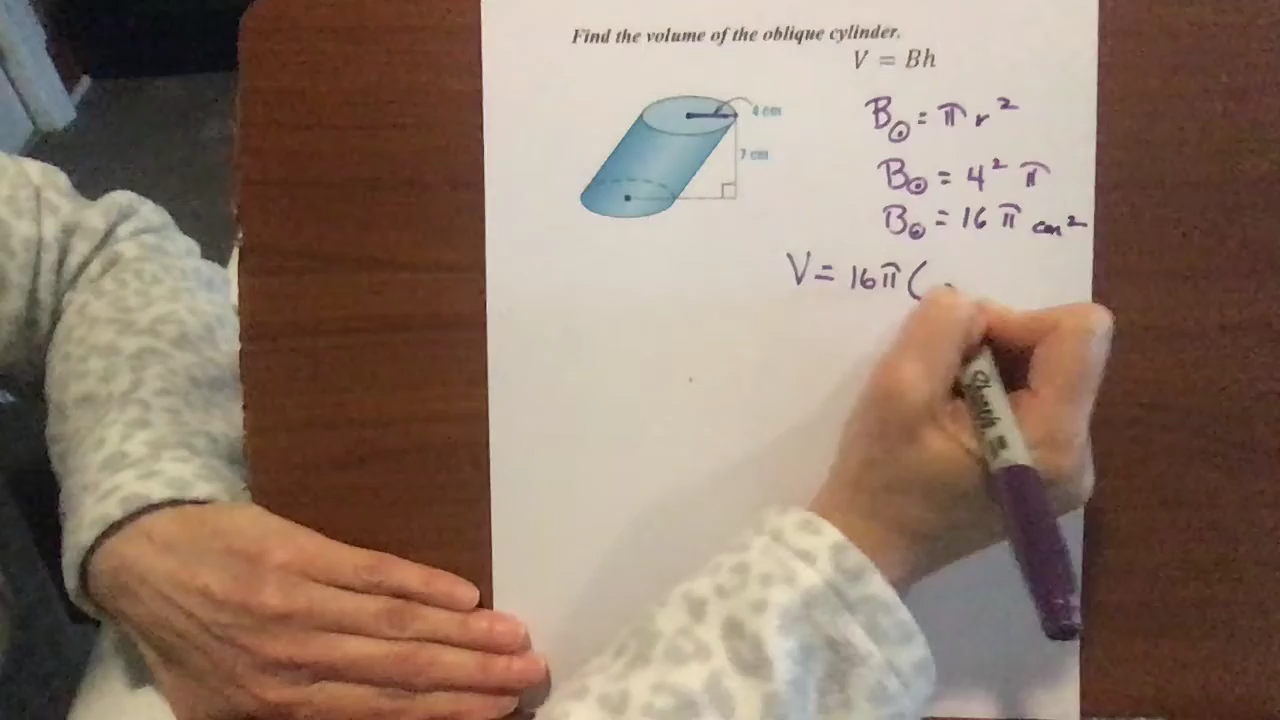 Find the volume of the oblique cylinder.
V = Bh
4 cm
7 cm
B⊙ = π r²
B⊙ = 4² π
B⊙ = 16 π cm²
V = 16π (